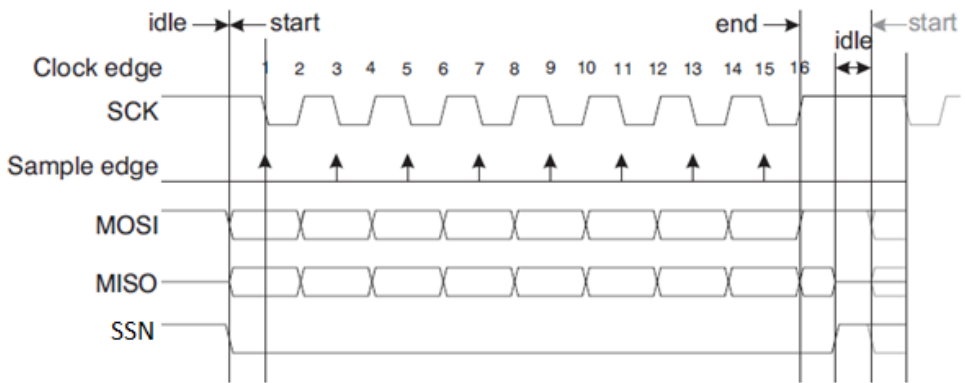 idle start end start
idle
Clock edge 1 2 3 4 5 6 7 8 9 10 11 12 13 14 15 16
SCK
Sample edge
MOSI
MISO
SSN